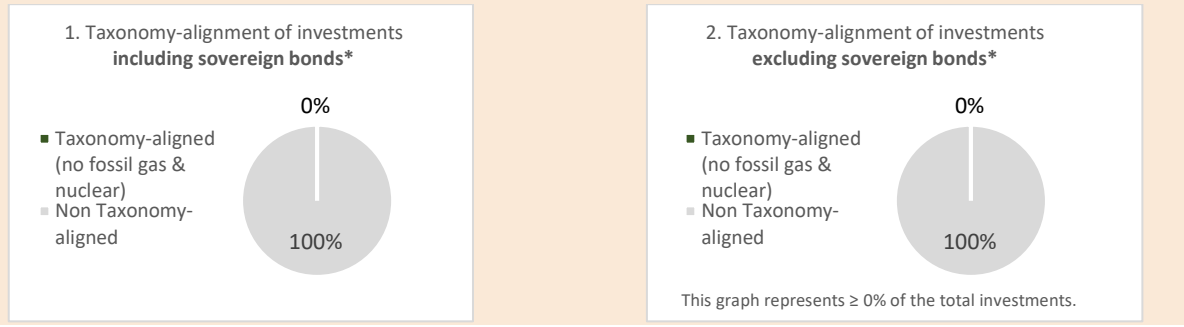 1. Taxonomy-alignment of investments
including sovereign bonds*
0%
Taxonomy-aligned
(no fossil gas &
nuclear)
Non Taxonomy-
aligned
100%
2. Taxonomy-alignment of investments
excluding sovereign bonds*
0%
Taxonomy-aligned
(no fossil gas &
nuclear)
Non Taxonomy-
aligned
100%
This graph represents ≥ 0% of the total investments.